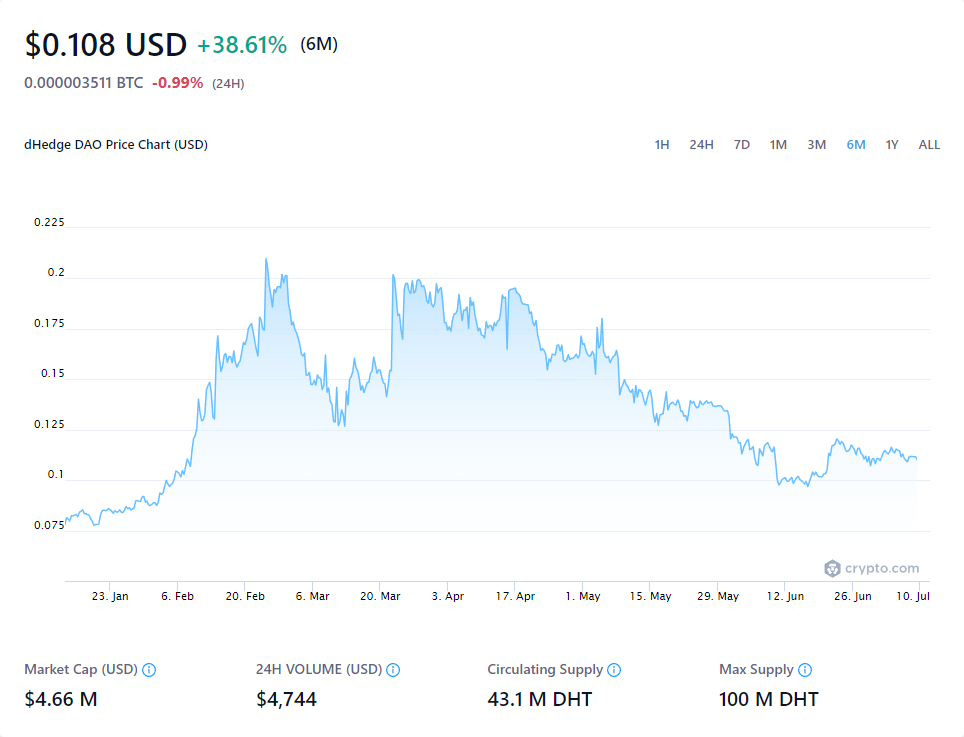 $0.108 USD +38.61% (6M)
0.000003511 BTC -0.99% (24H)
dHedge DAO Price Chart (USD) 1H 24H 7D 1M 3M 6M 1Y ALL
0.225
0.2
0.175
0.15
0.125
0.1
0.075
crypto.com
23. Jan 6. Feb 20. Feb 6. Mar 20. Mar 3. Apr 17. Apr 1. May 15. May 29. May 12. Jun 26. Jun 10. Jul
Market Cap (USD) 24H VOLUME (USD) Circulating Supply Max Supply
$4.66 M $4,744 43.1 M DHT 100 M DHT